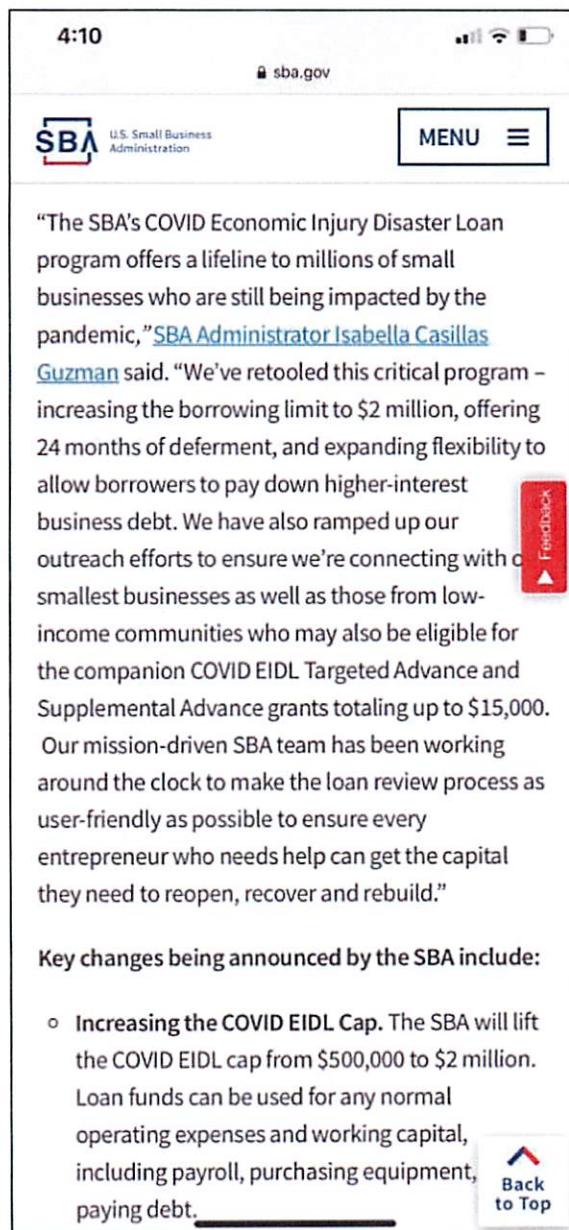 4:10
sba.gov
SBA U.S. Small Business
Administration
MENU
“The SBA’s COVID Economic Injury Disaster Loan
program offers a lifeline to millions of small
businesses who are still being impacted by the
pandemic,” SBA Administrator Isabella Casillas
Guzman said. “We’ve retooled this critical program –
increasing the borrowing limit to $2 million, offering
24 months of deferment, and expanding flexibility to
allow borrowers to pay down higher-interest
business debt. We have also ramped up our
outreach efforts to ensure we’re connecting with
smallest businesses as well as those from low-
income communities who may also be eligible for
the companion COVID EIDL Targeted Advance and
Supplemental Advance grants totaling up to $15,000.
Our mission-driven SBA team has been working
around the clock to make the loan review process as
user-friendly as possible to ensure every
entrepreneur who needs help can get the capital
they need to reopen, recover and rebuild.”
Feedback
Key changes being announced by the SBA include:
Increasing the COVID EIDL Cap. The SBA will lift
the COVID EIDL cap from $500,000 to $2 million.
Loan funds can be used for any normal
operating expenses and working capital,
including payroll, purchasing equipment,
paying debt.
Back
to Top